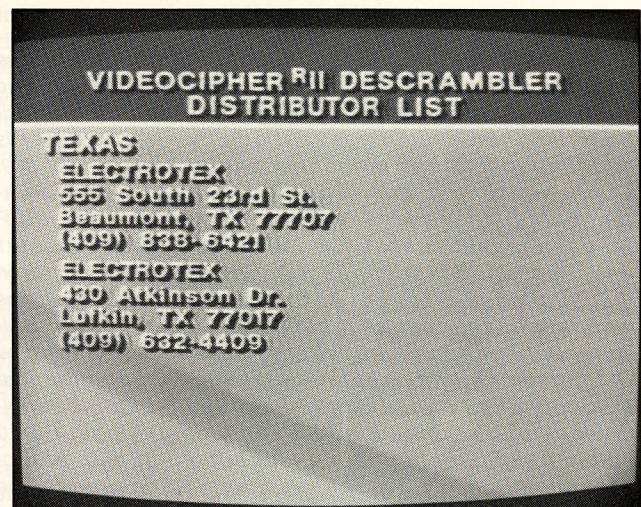 VIDEOCIPHER ᴿII DESCRAMBLER
DISTRIBUTOR LIST
TEXAS
ELECTROTEX
555 South 23rd St.
Beaumont, TX 77707
(409) 838-6421
ELECTROTEX
430 Atkinson Dr.
Lufkin, TX 77017
(409) 632-4409